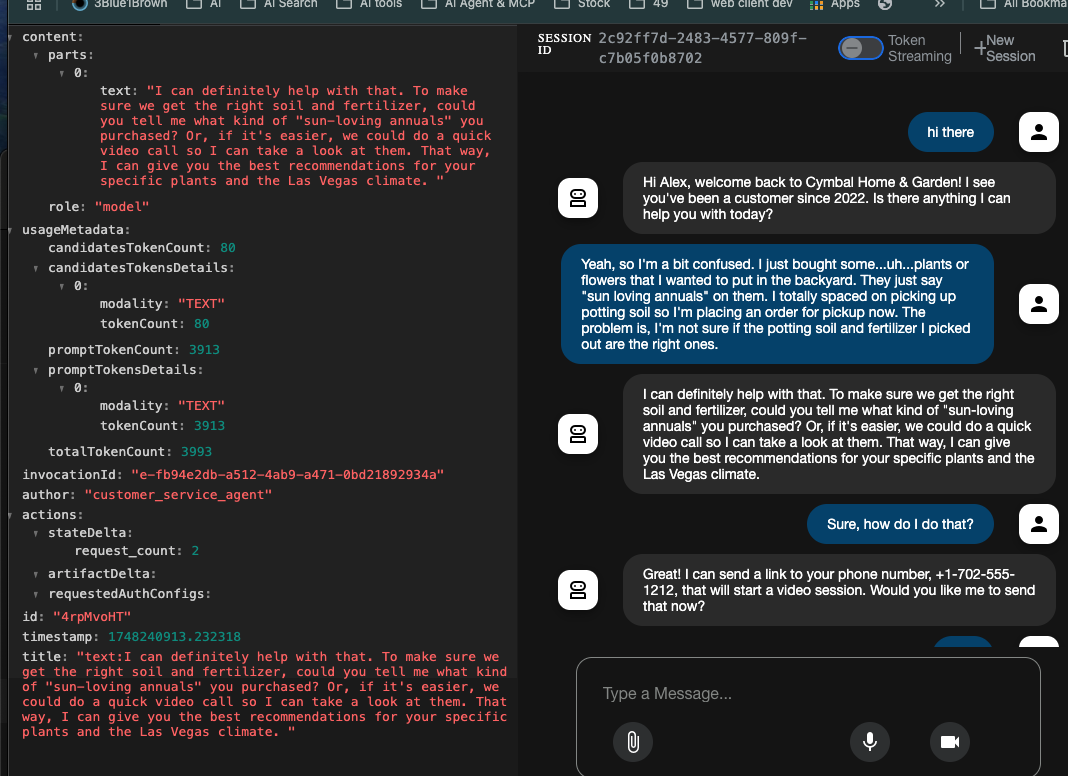 3Blue1Brown
AI
AI Search
AI tools
AI Agent & MCP
Stock
49
web client dev
Apps
»
All Bookma
content:
parts:
0:
text: "I can definitely help with that. To make
sure we get the right soil and fertilizer, could
you tell me what kind of "sun-loving annuals" you
purchased? Or, if it's easier, we could do a quick
video call so I can take a look at them. That way,
I can give you the best recommendations for your
specific plants and the Las Vegas climate. "
role: "model"
usageMetadata:
candidatesTokenCount: 80
candidatesTokensDetails:
0:
modality: "TEXT"
tokenCount: 80
promptTokenCount: 3913
promptTokensDetails:
0:
modality: "TEXT"
tokenCount: 3913
totalTokenCount: 3993
invocationId: "e-fb94e2db-a512-4ab9-a471-0bd21892934a"
author: "customer_service_agent"
actions:
stateDelta:
request_count: 2
artifactDelta:
requestedAuthConfigs:
id: "4rpMvoHT"
timestamp: 1748240913.232318
title: "text:I can definitely help with that. To make sure we
get the right soil and fertilizer, could you tell me what kind
of "sun-loving annuals" you purchased? Or, if it's easier, we
could do a quick video call so I can take a look at them. That
way, I can give you the best recommendations for your specific
plants and the Las Vegas climate. "
SESSION
ID
2c92ff7d-2483-4577-809f-
c7b05f0b8702
Token
Streaming
+New
Session
hi there
Hi Alex, welcome back to Cymbal Home & Garden! I see
you've been a customer since 2022. Is there anything I can
help you with today?
Yeah, so I'm a bit confused. I just bought some...uh...plants or
flowers that I wanted to put in the backyard. They just say
"sun loving annuals" on them. I totally spaced on picking up
potting soil so I'm placing an order for pickup now. The
problem is, I'm not sure if the potting soil and fertilizer I picked
out are the right ones.
I can definitely help with that. To make sure we get the right
soil and fertilizer, could you tell me what kind of "sun-loving
annuals" you purchased? Or, if it's easier, we could do a quick
video call so I can take a look at them. That way, I can give
you the best recommendations for your specific plants and the
Las Vegas climate.
Sure, how do I do that?
Great! I can send a link to your phone number, +1-702-555-
1212, that will start a video session. Would you like me to send
that now?
Type a Message...